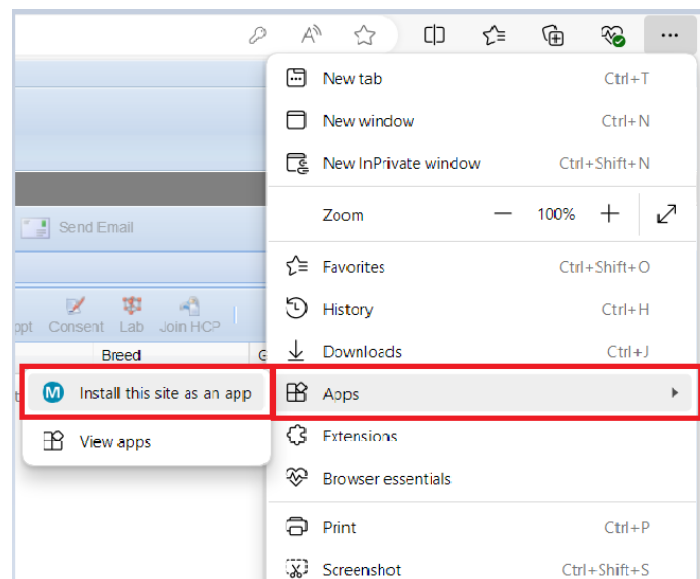 New tab Ctrl+T
New window Ctrl+N
New InPrivate window Ctrl+Shift+N
Zoom 100%
Send Email
Favorites Ctrl+Shift+O
History Ctrl+H
Consent Lab Join HCP
Downloads Ctrl+J
Breed
M Install this site as an app
Apps
View apps
Extensions
Browser essentials
Print Ctrl+P
Screenshot Ctrl+Shift+S